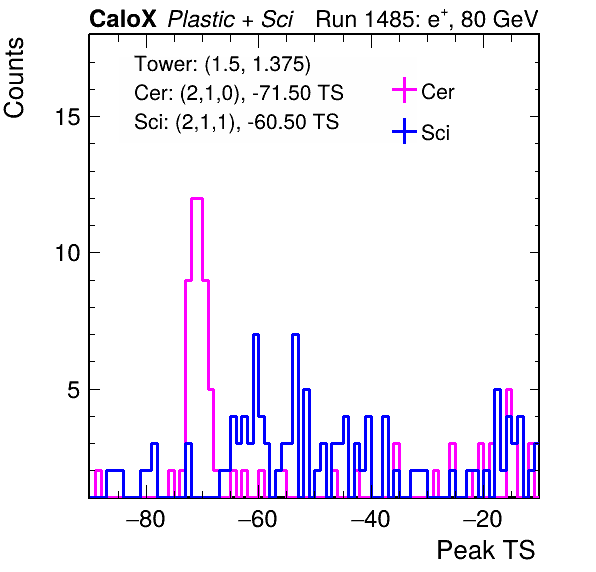 CaloX Plastic + Sci Run 1485: e⁺, 80 GeV
Counts
Tower: (1.5, 1.375)
Cer: (2,1,0), -71.50 TS
Sci: (2,1,1), -60.50 TS
Cer
Sci
15
10
5
−80 −60 −40 −20
Peak TS